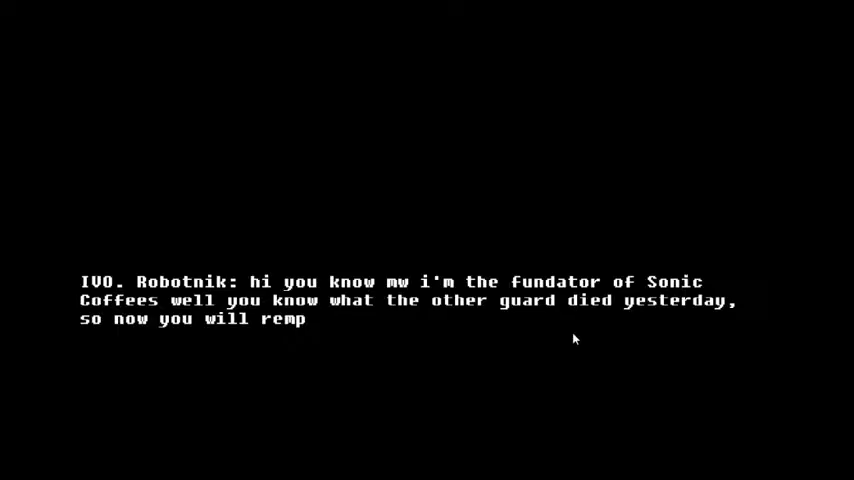 IVO. Robotnik: hi you know mw i'm the fundator of Sonic
Coffees well you know what the other guard died yesterday,
so now you will remp